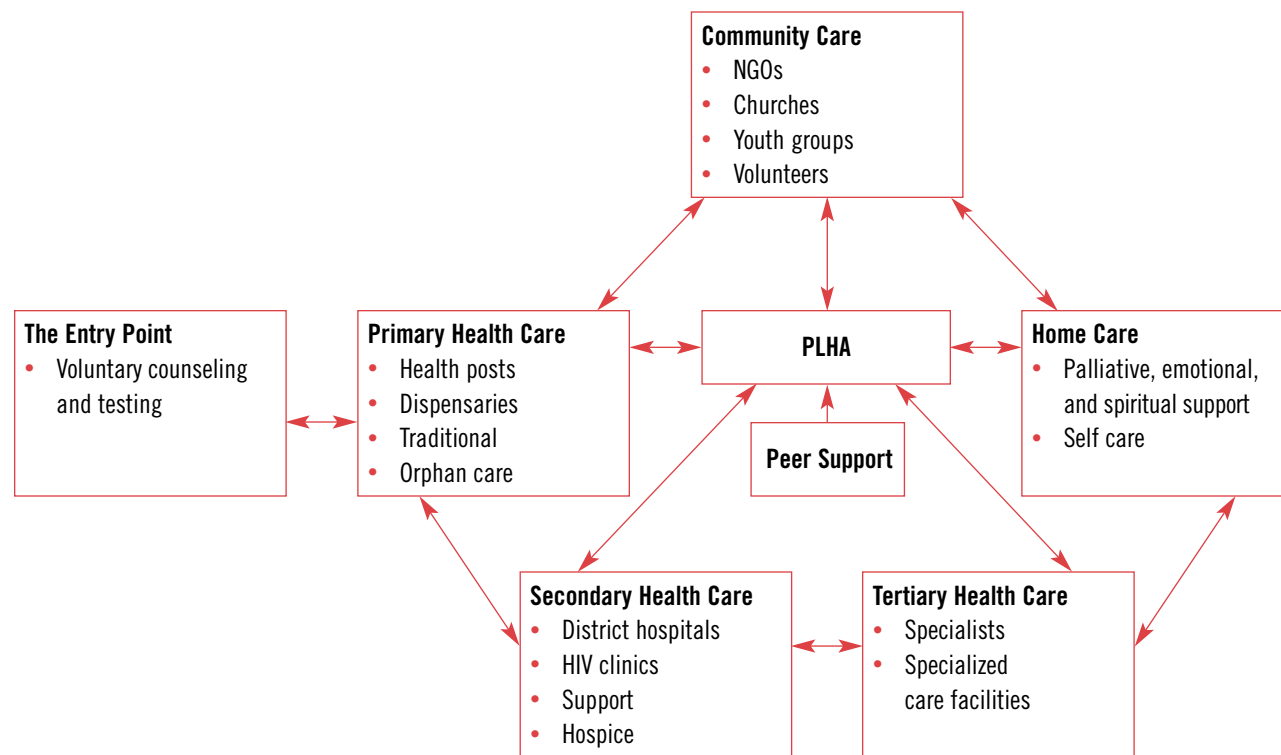 Community Care
• NGOs
• Churches
• Youth groups
• Volunteers
The Entry Point
• Voluntary counseling
and testing
Primary Health Care
• Health posts
• Dispensaries
• Traditional
• Orphan care
PLHA
Peer Support
Home Care
• Palliative, emotional,
and spiritual support
• Self care
Secondary Health Care
• District hospitals
• HIV clinics
• Support
• Hospice
Tertiary Health Care
• Specialists
• Specialized
care facilities